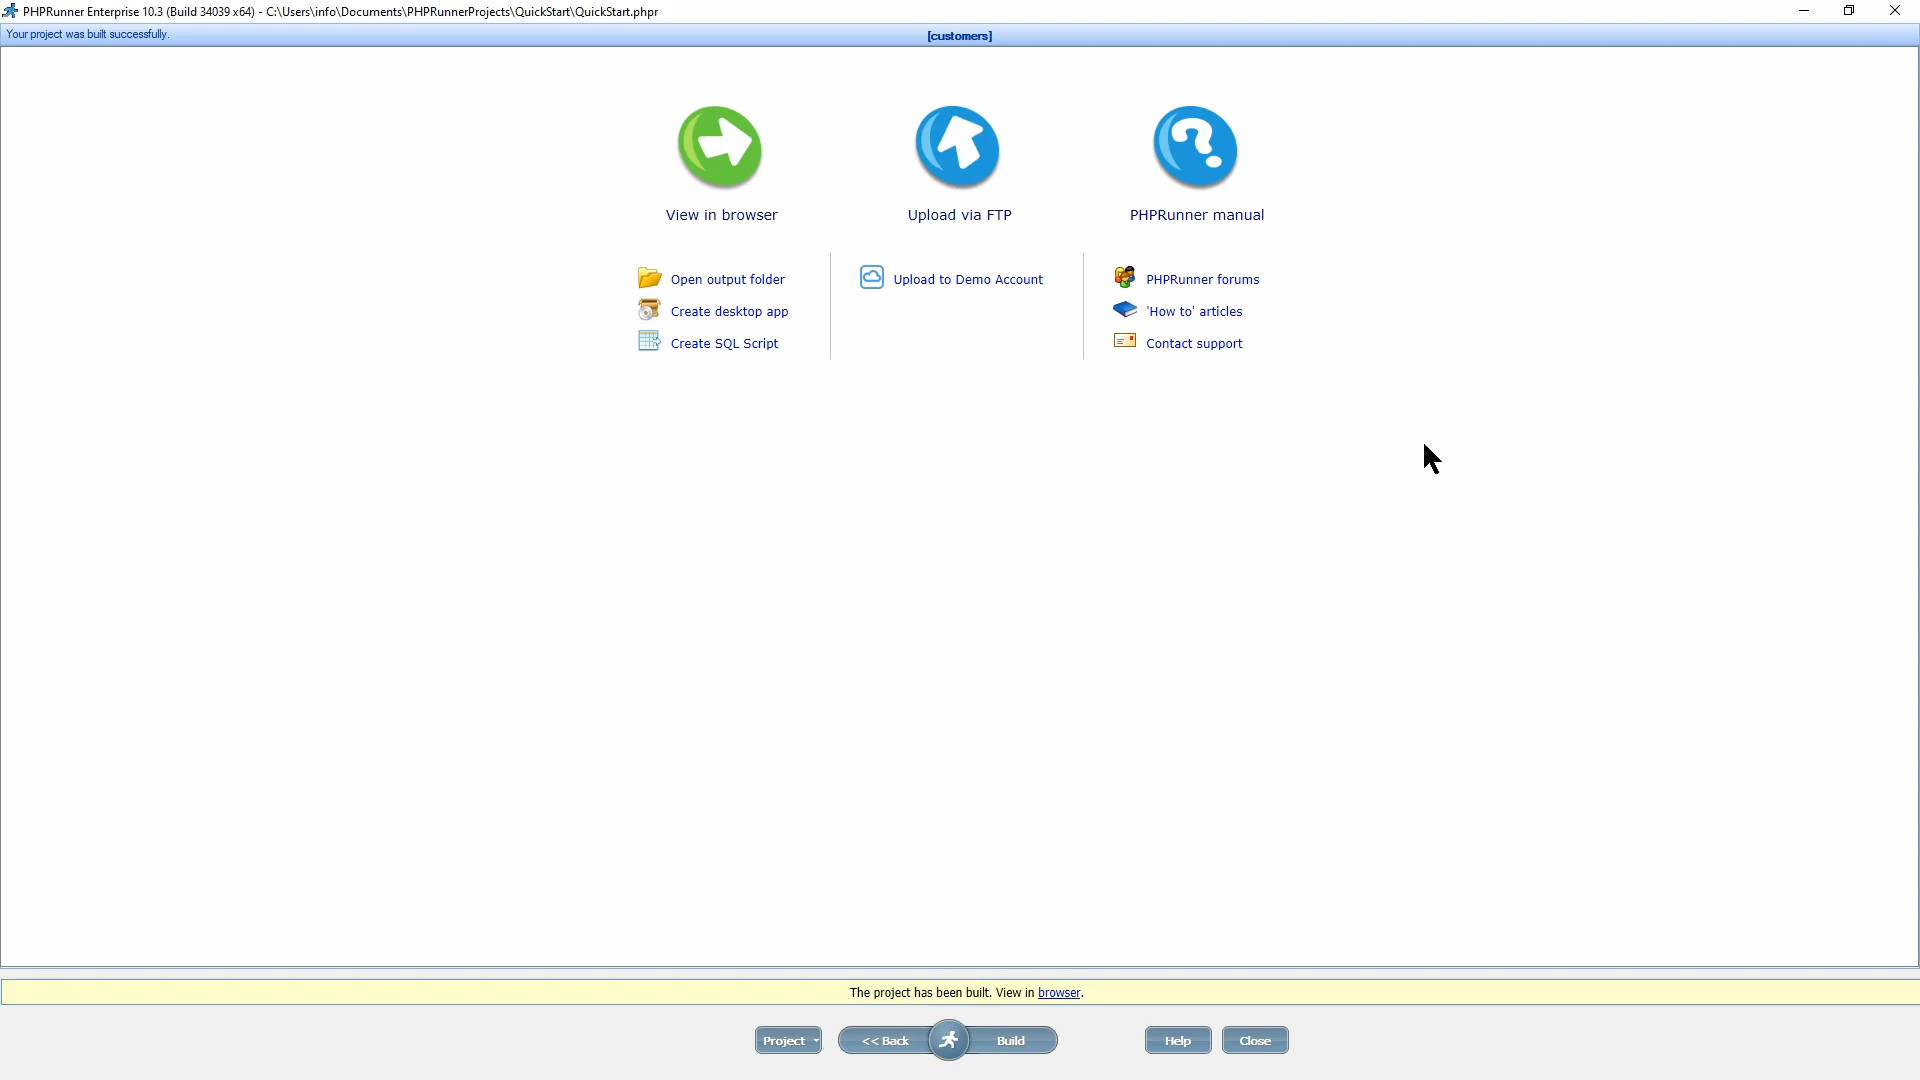 PHPRunner Enterprise 10.3 (Build 34039 x64) - C:\Users\info\Documents\PHPRunnerProjects\QuickStart\QuickStart.phpr
Your project was built successfully.
[customers]
View in browser
Upload via FTP
PHPRunner manual
Open output folder
Create desktop app
Create SQL Script
Upload to Demo Account
PHPRunner forums
'How to' articles
Contact support
The project has been built. View in browser.
Project
<< Back
Build
Help
Close